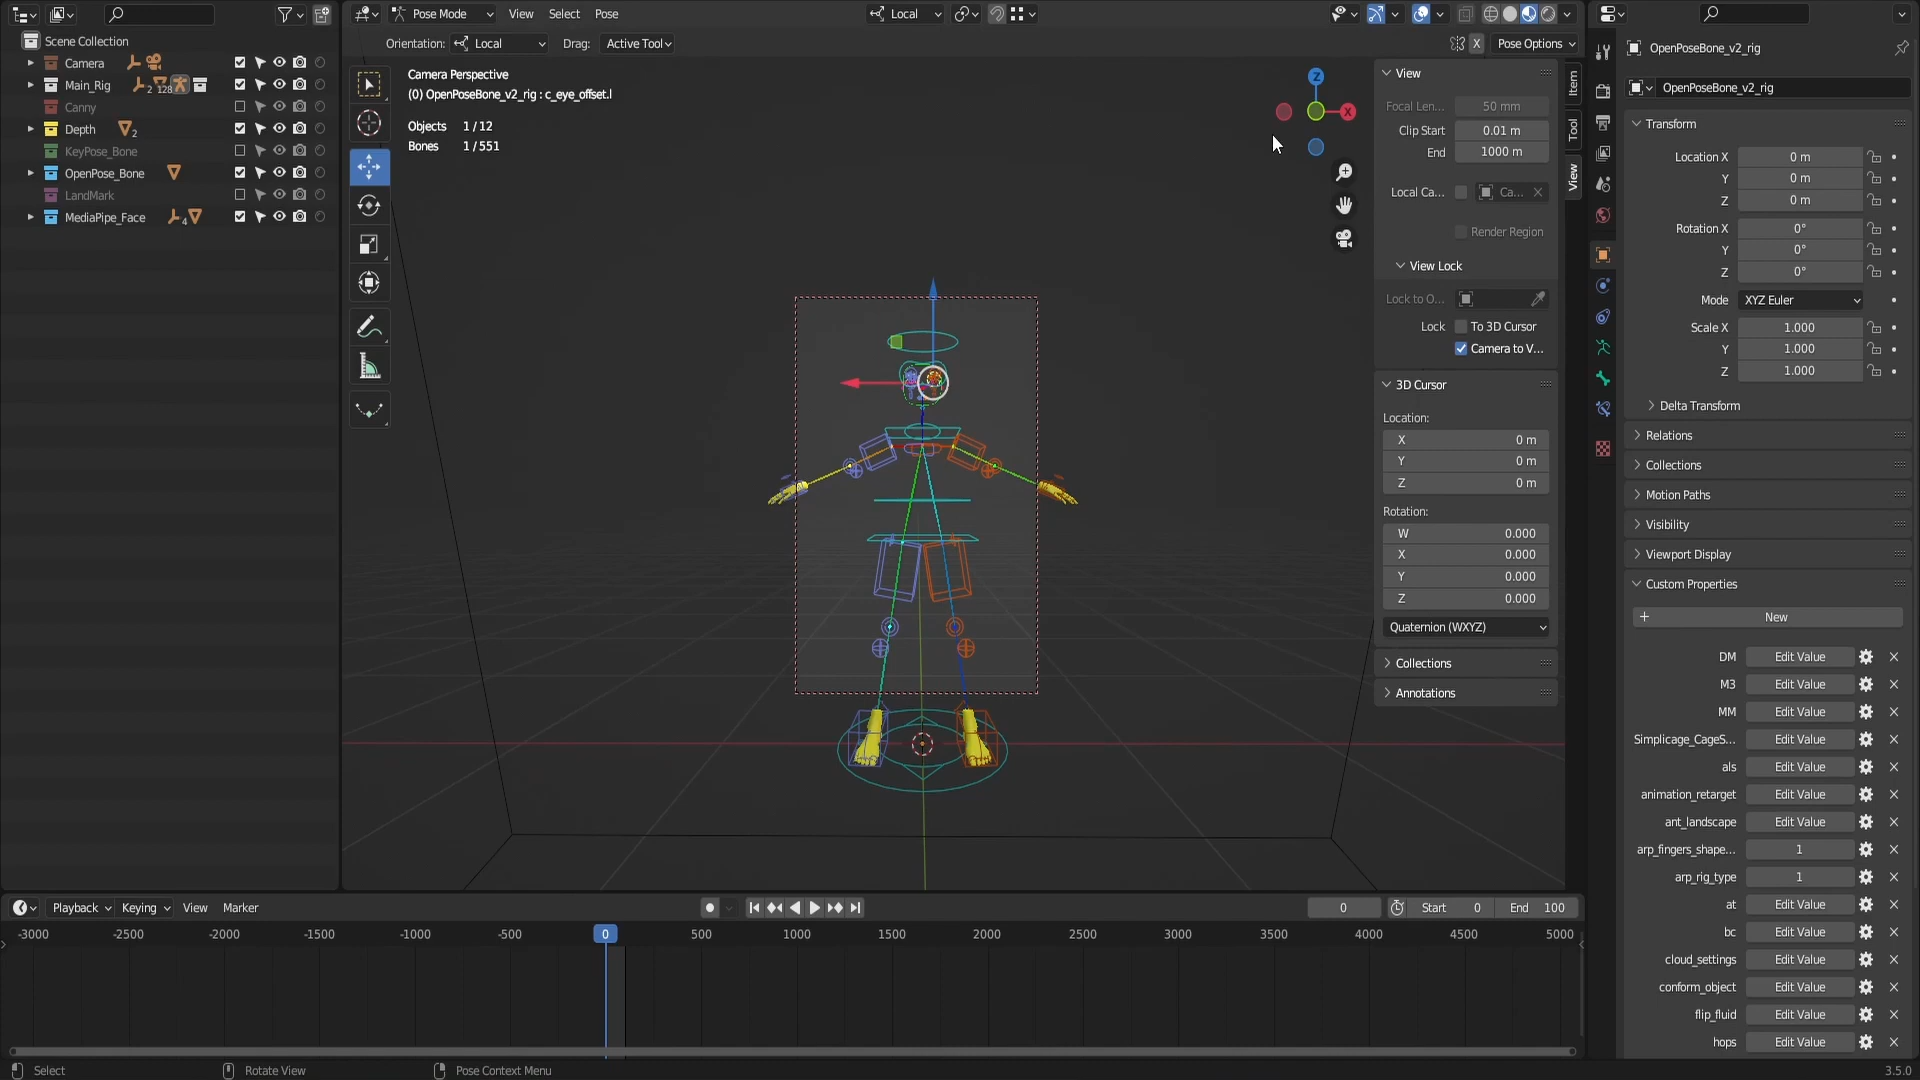 Pose Mode
View
Select
Pose
Local
Orientation:
Local
Drag:
Active Tool
X
Pose Options
Scene Collection
Camera
Main_Rig
2
128
Canny
Depth
2
KeyPose_Bone
OpenPose_Bone
LandMark
MediaPipe_Face
4
Camera Perspective
(0) OpenPoseBone_v2_rig : c_eye_offset.l
Objects 1 / 12
Bones 1 / 551
Z
X
View
Focal Len... 50 mm
Clip Start 0.01 m
End 1000 m
Local Ca... Ca...
Render Region
View Lock
Lock to O...
Lock To 3D Cursor
Camera to V...
3D Cursor
Location:
X 0 m
Y 0 m
Z 0 m
Rotation:
W 0.000
X 0.000
Y 0.000
Z 0.000
Quaternion (WXYZ)
Collections
Annotations
Item
Tool
View
OpenPoseBone_v2_rig
OpenPoseBone_v2_rig
Transform
Location X 0 m
Y 0 m
Z 0 m
Rotation X 0°
Y 0°
Z 0°
Mode XYZ Euler
Scale X 1.000
Y 1.000
Z 1.000
Delta Transform
Relations
Collections
Motion Paths
Visibility
Viewport Display
Custom Properties
New
DM Edit Value
M3 Edit Value
MM Edit Value
Simplicage_CageS... Edit Value
als Edit Value
animation_retarget Edit Value
ant_landscape Edit Value
arp_fingers_shape... 1
arp_rig_type 1
at Edit Value
bc Edit Value
cloud_settings Edit Value
conform_object Edit Value
flip_fluid Edit Value
hops Edit Value
Playback
Keying
View
Marker
0
Start 0
End 100
-3000 -2500 -2000 -1500 -1000 -500 0 500 1000 1500 2000 2500 3000 3500 4000 4500 5000
Select
Rotate View
Pose Context Menu
3.5.0